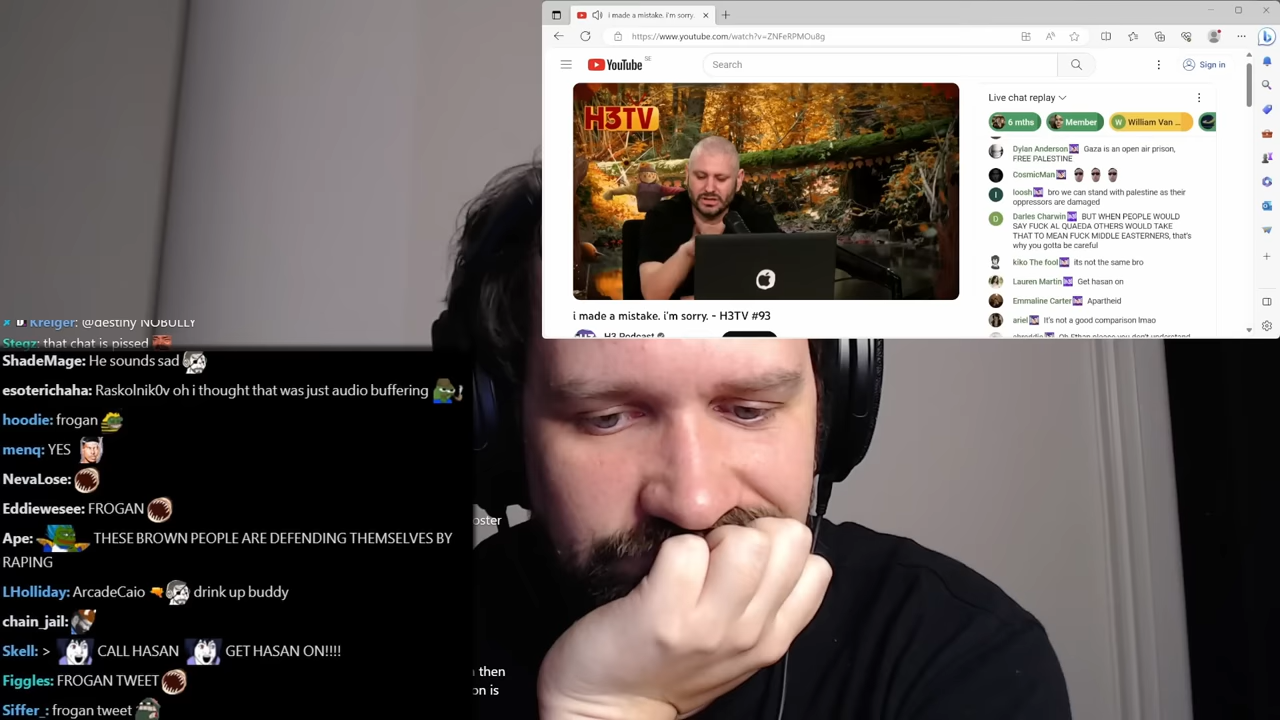 i made a mistake. i'm sorry.
https://www.youtube.com/watch?v=ZNFeRPMOu8g
YouTube SE
Search
Sign in
H3TV
Live chat replay
6 mths
Member
W William Van ...
Dylan Anderson Gaza is an open air prison,
FREE PALESTINE
CosmicMan
loosh bro we can stand with palestine as their
oppressors are damaged
Darles Charwin BUT WHEN PEOPLE WOULD
SAY FUCK AL QUAEDA OTHERS WOULD TAKE
THAT TO MEAN FUCK MIDDLE EASTERNERS, that's
why you gotta be careful
kiko The fool its not the same bro
Lauren Martin Get hasan on
Emmaline Carter Apartheid
ariel It's not a good comparison lmao
i made a mistake. i'm sorry. - H3TV #93
H3 Podcast
Kreiger: @destiny NOBULLY
Stegz: that chat is pissed
ShadeMage: He sounds sad
esoterichaha: Raskolnik0v oh i thought that was just audio buffering
hoodie: frogan
menq: YES
NevaLose:
Eddiewesee: FROGAN
Ape: THESE BROWN PEOPLE ARE DEFENDING THEMSELVES BY
RAPING
LHolliday: ArcadeCaio drink up buddy
chain_jail:
Skell: > CALL HASAN GET HASAN ON!!!!
Figgles: FROGAN TWEET
Siffer_: frogan tweet
oster
then
on is